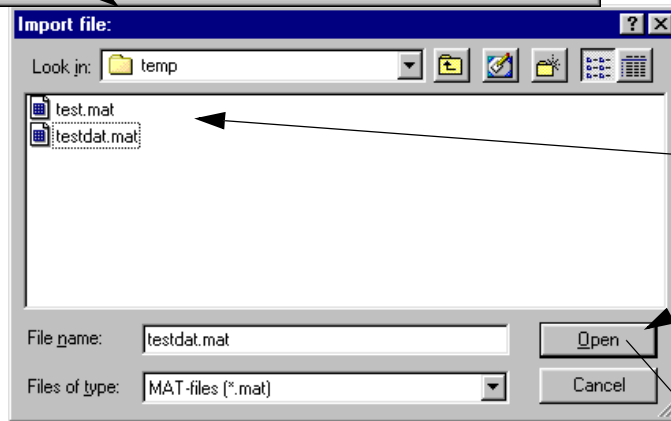 Import file:
Look in: temp
test.mat
testdat.mat
File name: testdat.mat Open
Files of type: MAT-files (*.mat) Cancel